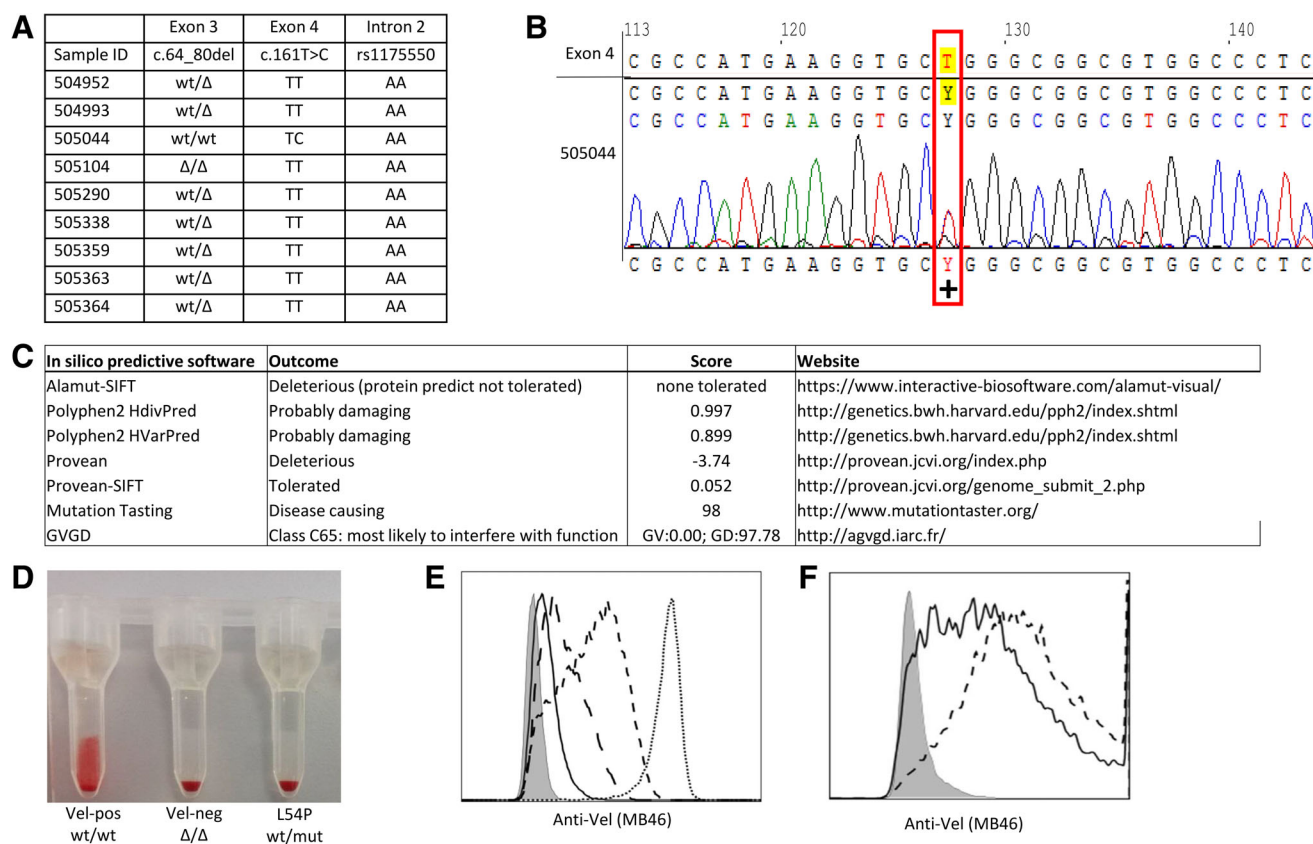 A
Exon 3 Exon 4 Intron 2
Sample ID c.64_80del c.161T>C rs1175550
504952 wt/Δ TT AA
504993 wt/Δ TT AA
505044 wt/wt TC AA
505104 Δ/Δ TT AA
505290 wt/Δ TT AA
505338 wt/Δ TT AA
505359 wt/Δ TT AA
505363 wt/Δ TT AA
505364 wt/Δ TT AA
B
113 120 130 140
Exon 4 C G C C A T G A A G G T G C T G G G C G G C G T G G C C C T C
C G C C A T G A A G G T G C Y G G G C G G C G T G G C C C T C
C G C C A T G A A G G T G C Y G G G C G G C G T G G C C C T C
505044
C G C C A T G A A G G T G C Y G G G C G G C G T G G C C C T C
+
C
In silico predictive software Outcome Score Website
Alamut-SIFT Deleterious (protein predict not tolerated) none tolerated https://www.interactive-biosoftware.com/alamut-visual/
Polyphen2 HdivPred Probably damaging 0.997 http://genetics.bwh.harvard.edu/pph2/index.shtml
Polyphen2 HVarPred Probably damaging 0.899 http://genetics.bwh.harvard.edu/pph2/index.shtml
Provean Deleterious -3.74 http://provean.jcvi.org/index.php
Provean-SIFT Tolerated 0.052 http://provean.jcvi.org/genome_submit_2.php
Mutation Tasting Disease causing 98 http://www.mutationtaster.org/
GVGD Class C65: most likely to interfere with function GV:0.00; GD:97.78 http://agvgd.iarc.fr/
D
Vel-pos Vel-neg L54P
wt/wt Δ/Δ wt/mut
E
Anti-Vel (MB46)
F
Anti-Vel (MB46)